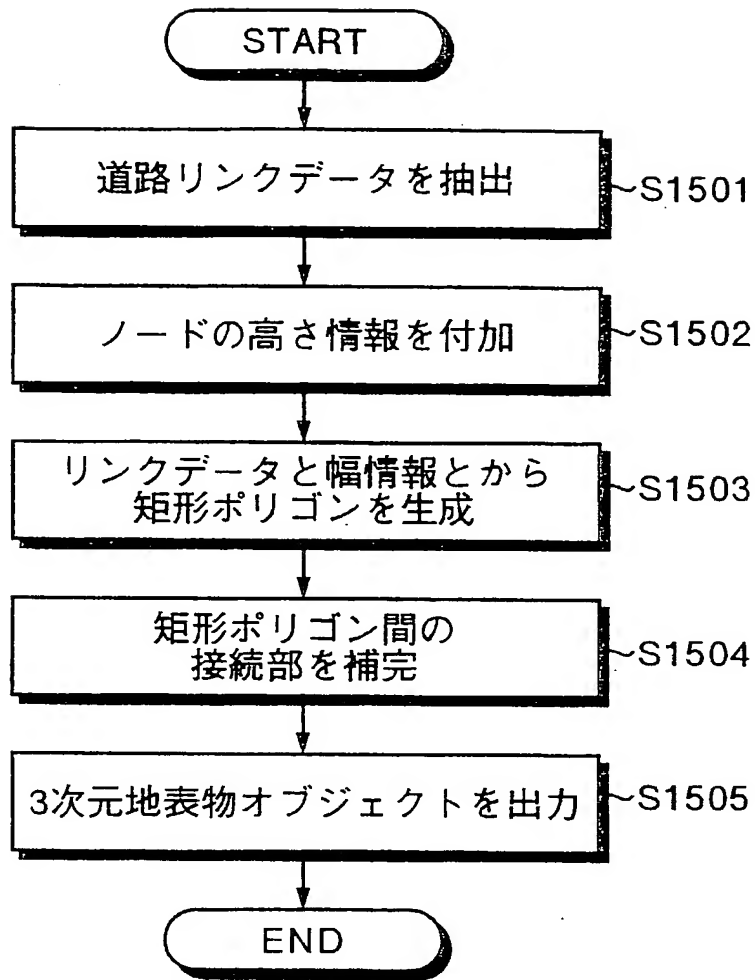 START
道路リンクデータを抽出
~S1501
ノードの高さ情報を付加
~S1502
リンクデータと幅情報とから
矩形ポリゴンを生成
~S1503
矩形ポリゴン間の
接続部を補完
~S1504
3次元地表物オブジェクトを出力
~S1505
END